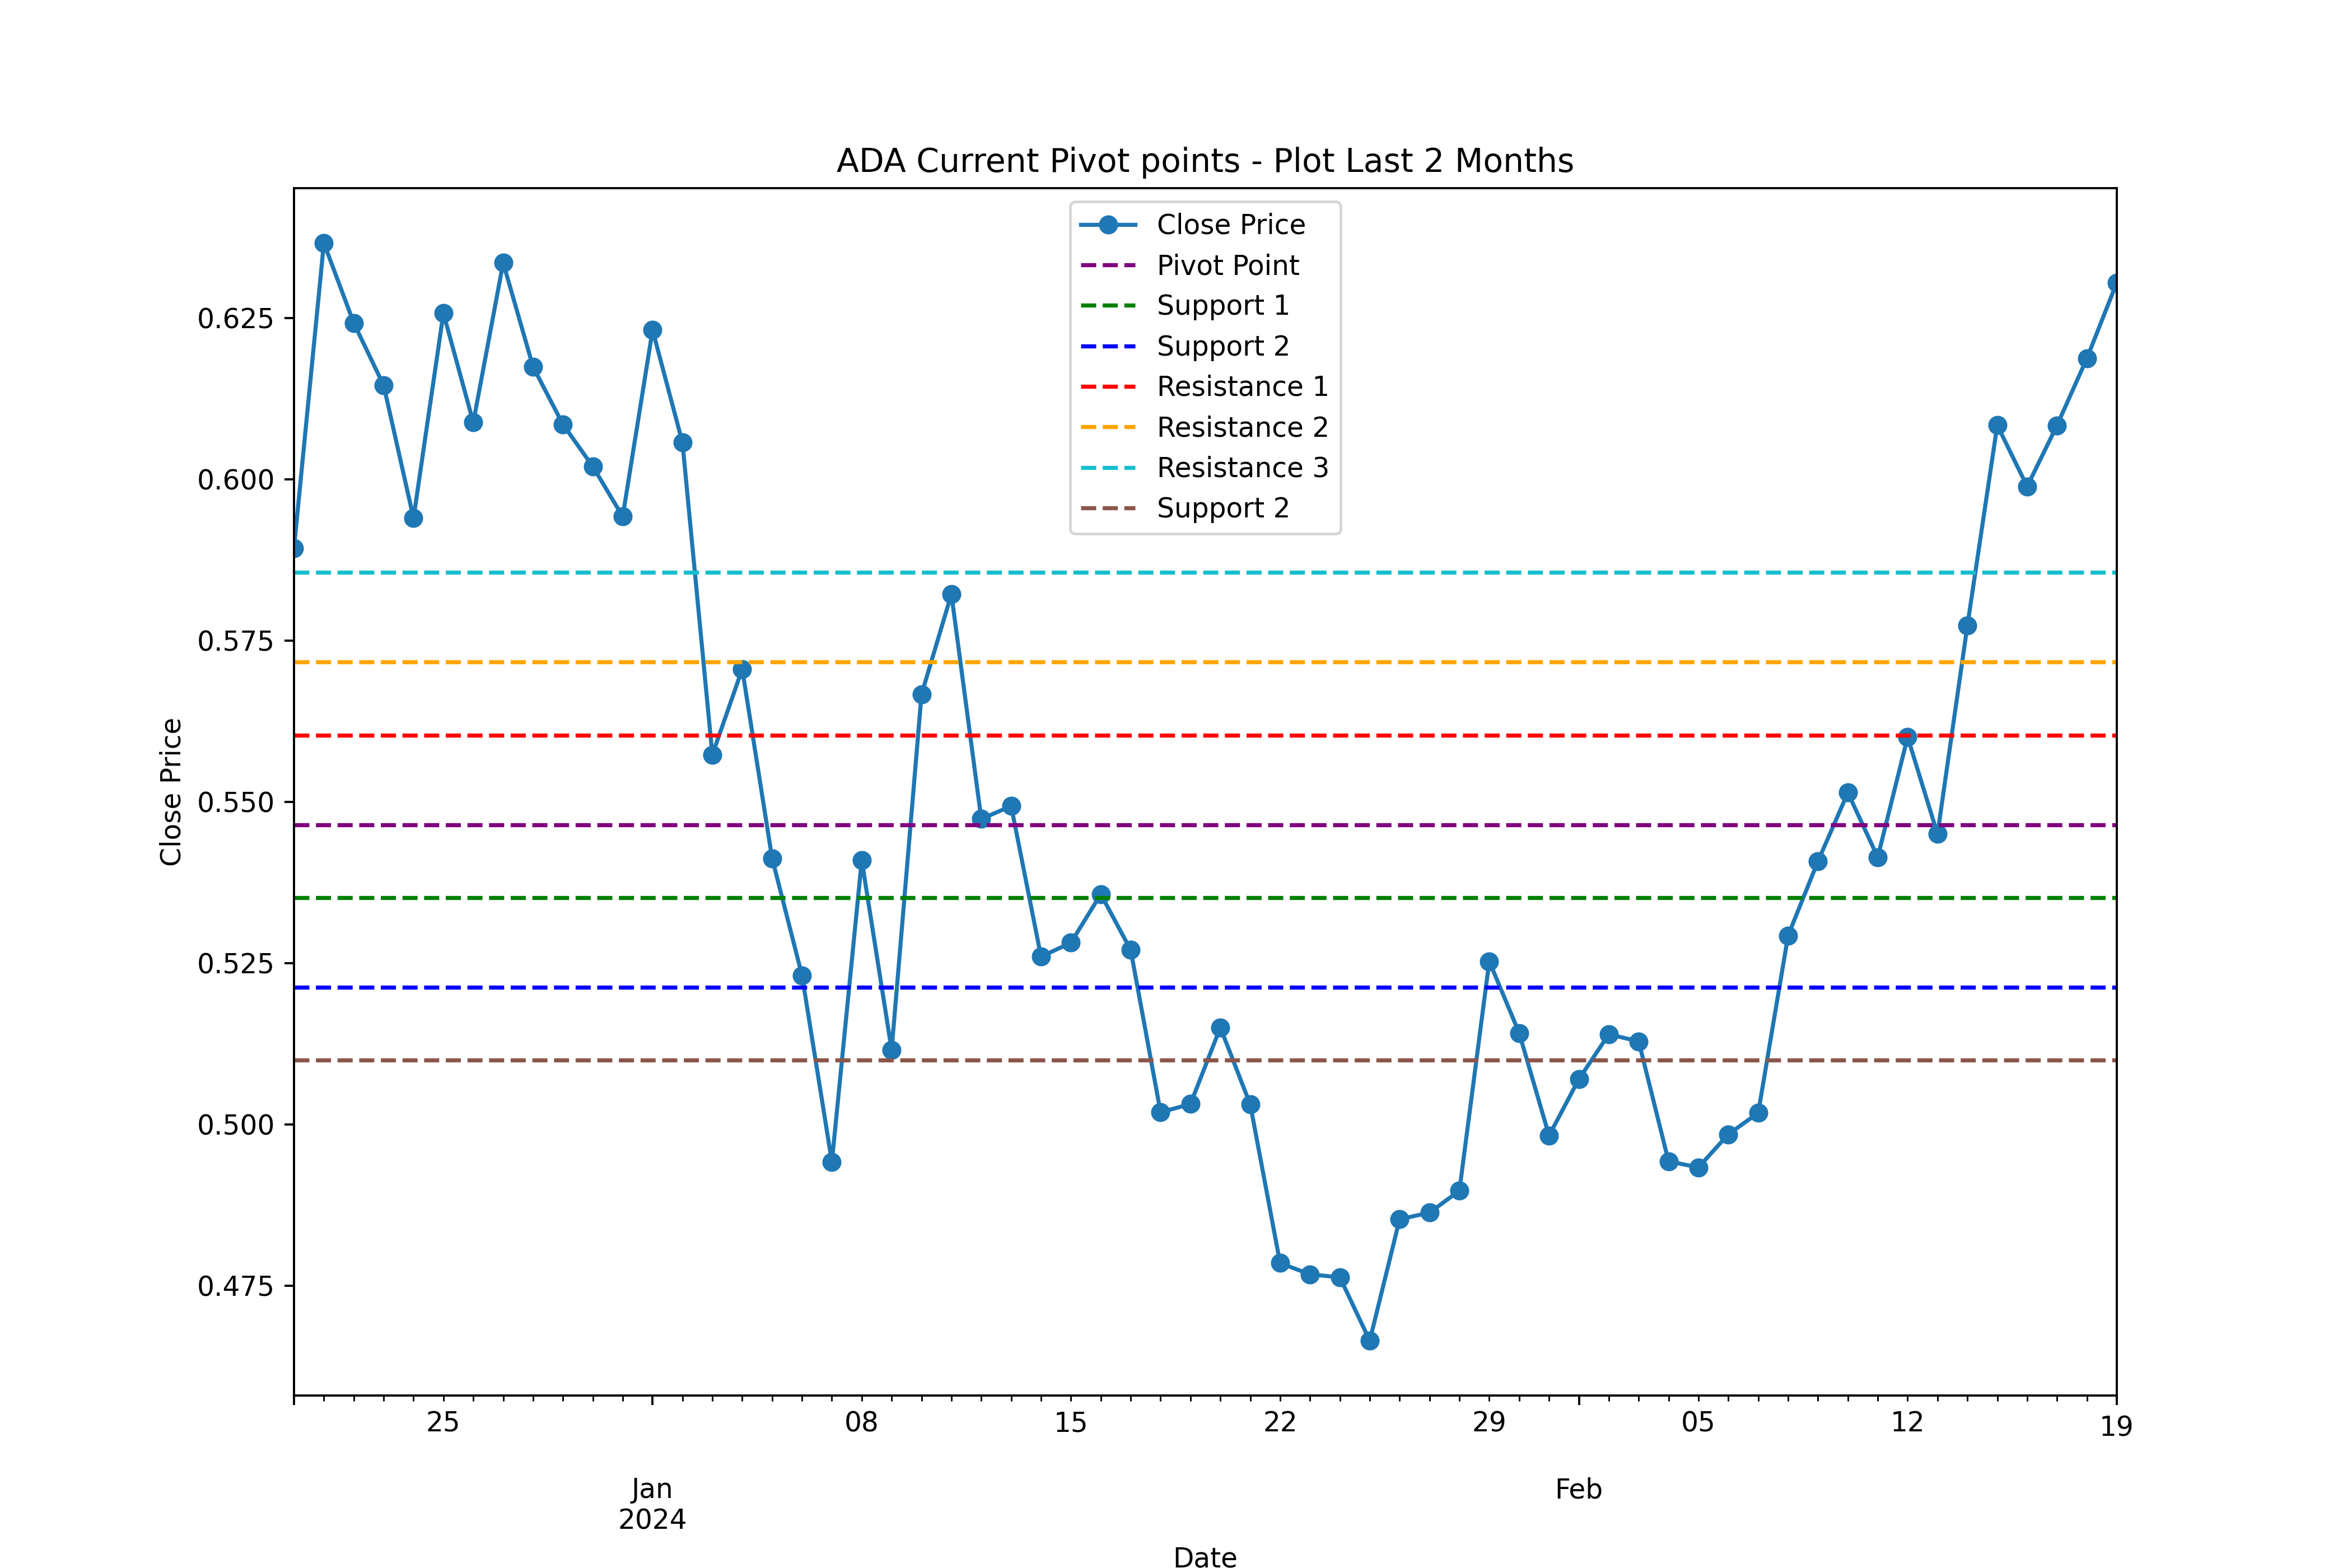 ADA Current Pivot points - Plot Last 2 Months
Close Price
Pivot Point
Support 1
Support 2
Resistance 1
Resistance 2
Resistance 3
Support 2
Close Price
0.625
0.600
0.575
0.550
0.525
0.500
0.475
25 08 15 22 29 05 12 19
Jan Feb
2024
Date